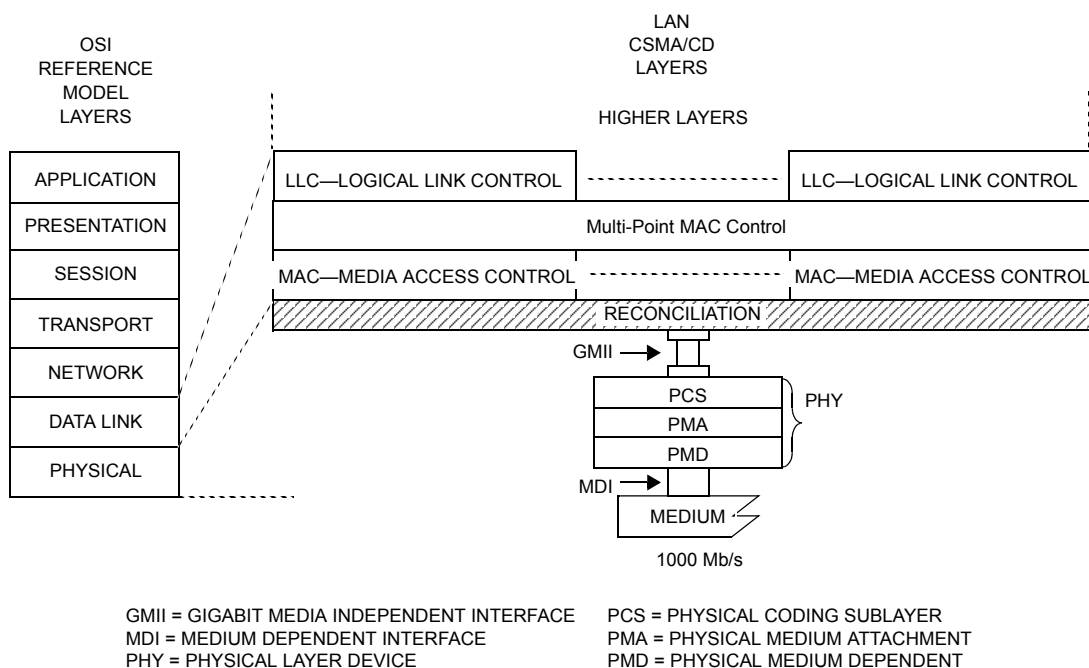 OSI
REFERENCE
MODEL
LAYERS
LAN
CSMA/CD
LAYERS
HIGHER LAYERS
APPLICATION
PRESENTATION
SESSION
TRANSPORT
NETWORK
DATA LINK
PHYSICAL
LLC—LOGICAL LINK CONTROL
LLC—LOGICAL LINK CONTROL
Multi-Point MAC Control
MAC—MEDIA ACCESS CONTROL
MAC—MEDIA ACCESS CONTROL
RECONCILIATION
GMII
PCS
PMA
PMD
PHY
MDI
MEDIUM
1000 Mb/s
GMII = GIGABIT MEDIA INDEPENDENT INTERFACE
MDI = MEDIUM DEPENDENT INTERFACE
PHY = PHYSICAL LAYER DEVICE
PCS = PHYSICAL CODING SUBLAYER
PMA = PHYSICAL MEDIUM ATTACHMENT
PMD = PHYSICAL MEDIUM DEPENDENT